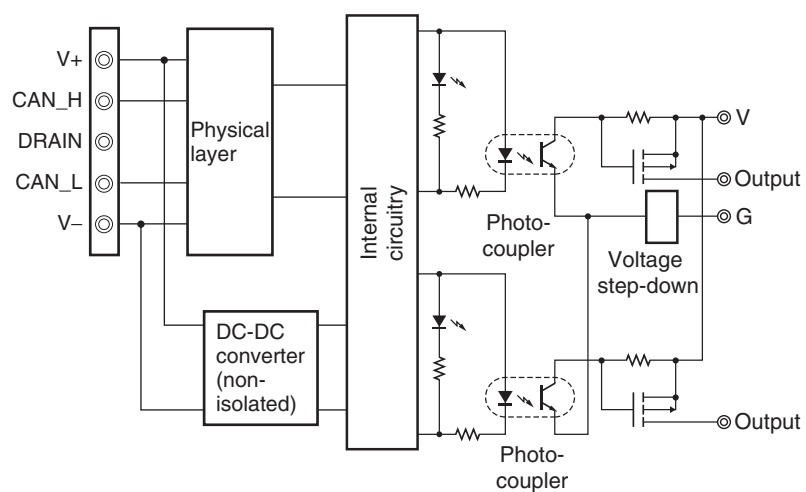 V+
CAN_H
DRAIN
CAN_L
V–
Physical
layer
DC-DC
converter
(non-
isolated)
Internal
circuitry
Photo-
coupler
V
Output
G
Voltage
step-down
Photo-
coupler
Output